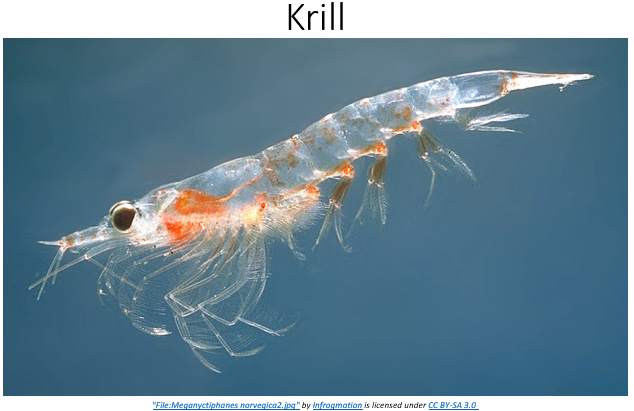 Krill
"File:Meganyctiphanes norvegica2.jpg" by Infrogmation is licensed under CC BY-SA 3.0